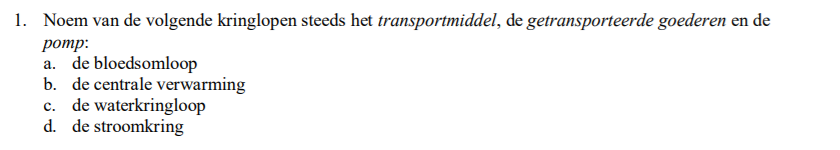 1. Noem van de volgende kringlopen steeds het transportmiddel, de getransporteerde goederen en de
pomp:
a. de bloedsomloop
b. de centrale verwarming
c. de waterkringloop
d. de stroomkring